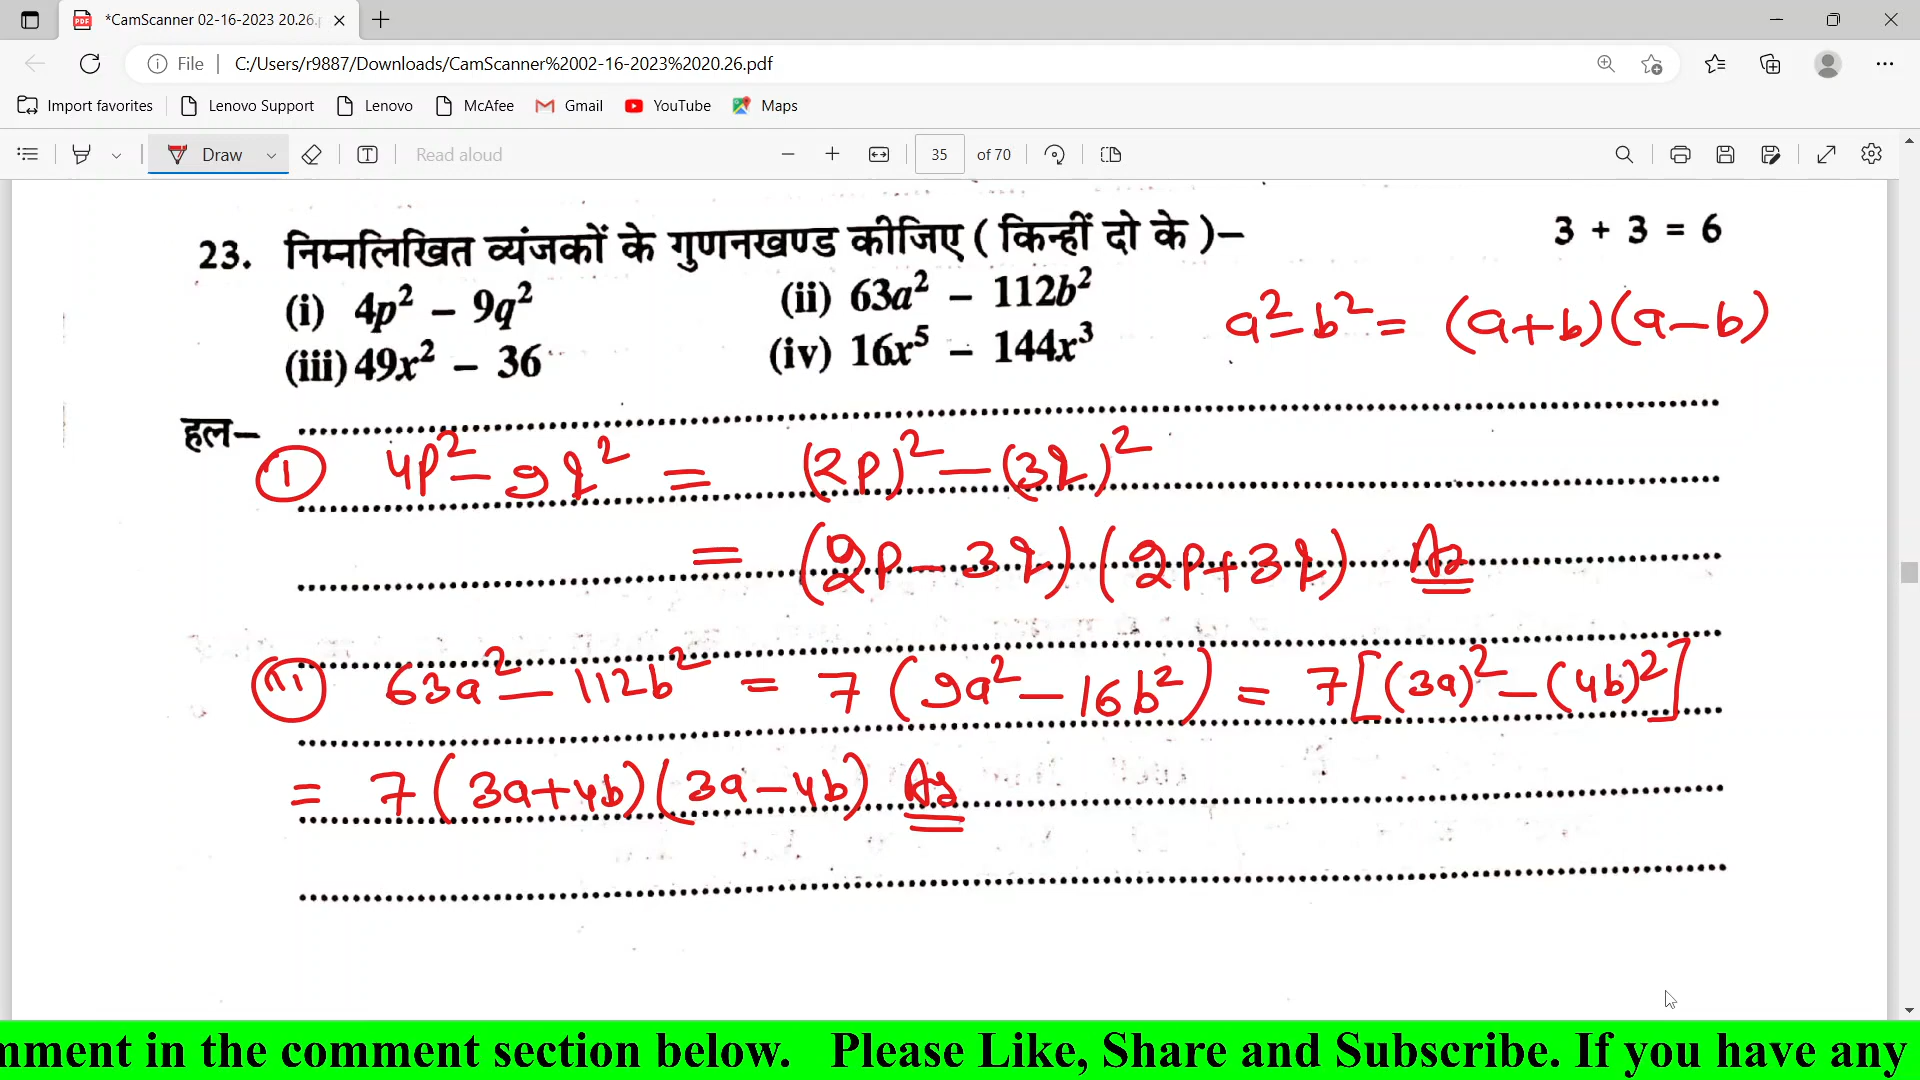 *CamScanner 02-16-2023 20.26.p
File | C:/Users/r9887/Downloads/CamScanner%2002-16-2023%2020.26.pdf
Import favorites Lenovo Support Lenovo McAfee Gmail YouTube Maps
Draw Read aloud 35 of 70
23. निम्नलिखित व्यंजकों के गुणनखण्ड कीजिए ( किन्हीं दो के )– 3 + 3 = 6
(i) 4p² – 9q² (ii) 63a² – 112b²
a² – b² = (a+b)(a–b)
(iii) 49x² – 36 (iv) 16x⁵ – 144x³
हल–
(i) 4p² – 9q² = (2p)² – (3q)²
= (2p – 3q) (2p + 3q) As
63a² – 112b² = 7 (9a² – 16b²) = 7[(3a)² – (4b)²]
= 7 (3a+4b)(3a–4b) As
mment in the comment section below. Please Like, Share and Subscribe. If you have any